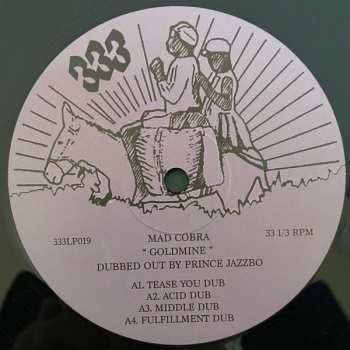 333
333LP019
MAD COBRA
33 1/3 RPM
" GOLDMINE "
DUBBED OUT BY PRINCE JAZZBO
A1. TEASE YOU DUB
A2. ACID DUB
A3. MIDDLE DUB
A4. FULFILLMENT DUB